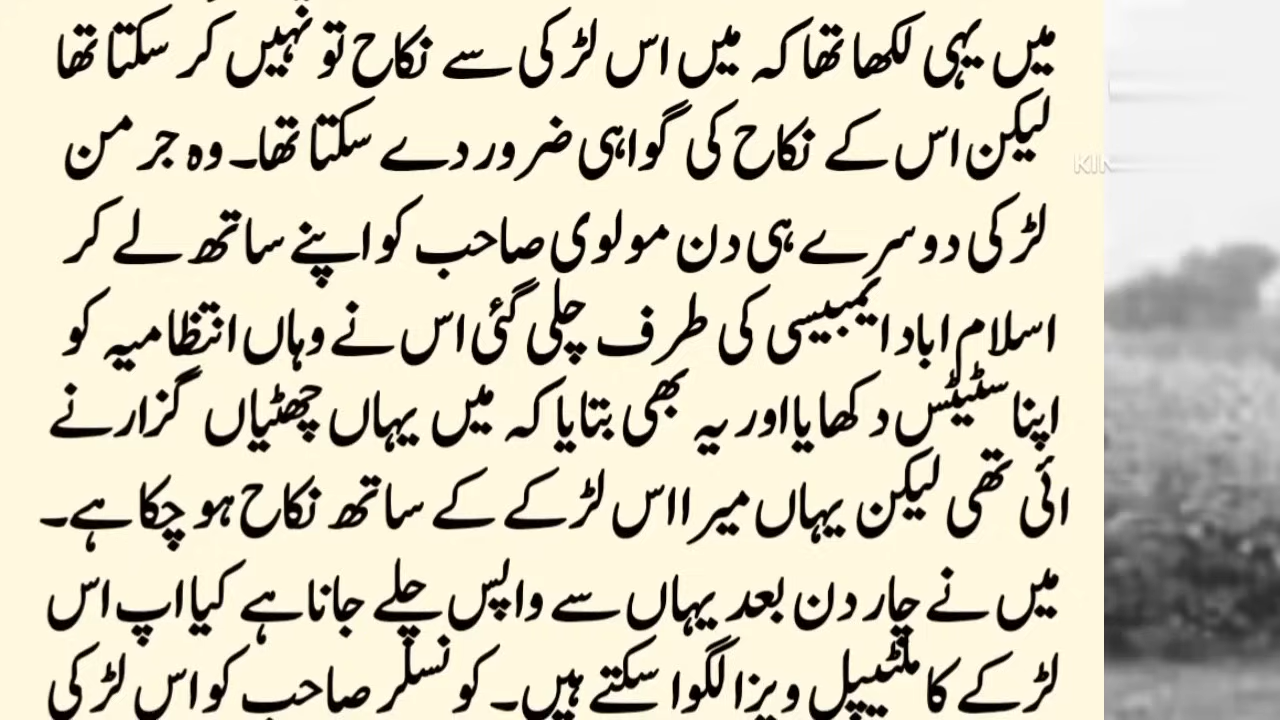 میں یہی لکھا تھا کہ میں اس لڑکی سے نکاح تو نہیں کر سکتا تھا
لیکن اس کے نکاح کی گواہی ضرور دے سکتا تھا۔ وہ جرمن
لڑکی دوسرے ہی دن مولوی صاحب کو اپنے ساتھ لے کر
اسلام اباد ایمبیسی کی طرف چلی گئی اس نے وہاں انتظامیہ کو
اپنا سٹیٹس دکھایا اور یہ بھی بتایا کہ میں یہاں چھٹیاں گزارنے
ائی تھی لیکن یہاں میرا اس لڑکے کے ساتھ نکاح ہو چکا ہے۔
میں نے چار دن بعد یہاں سے واپس چلے جانا ہے کیا اپ اس
لڑکے کا ملٹیپل ویزا لگوا سکتے ہیں۔ کونسلر صاحب کو اس لڑکی